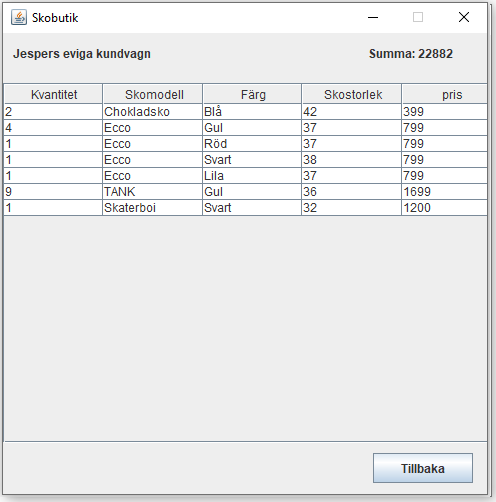 Skobutik
Jespers eviga kundvagn Summa: 22882
Kvantitet Skomodell Färg Skostorlek pris
2 Chokladsko Blå 42 399
4 Ecco Gul 37 799
1 Ecco Röd 37 799
1 Ecco Svart 38 799
1 Ecco Lila 37 799
9 TANK Gul 36 1699
1 Skaterboi Svart 32 1200
Tillbaka